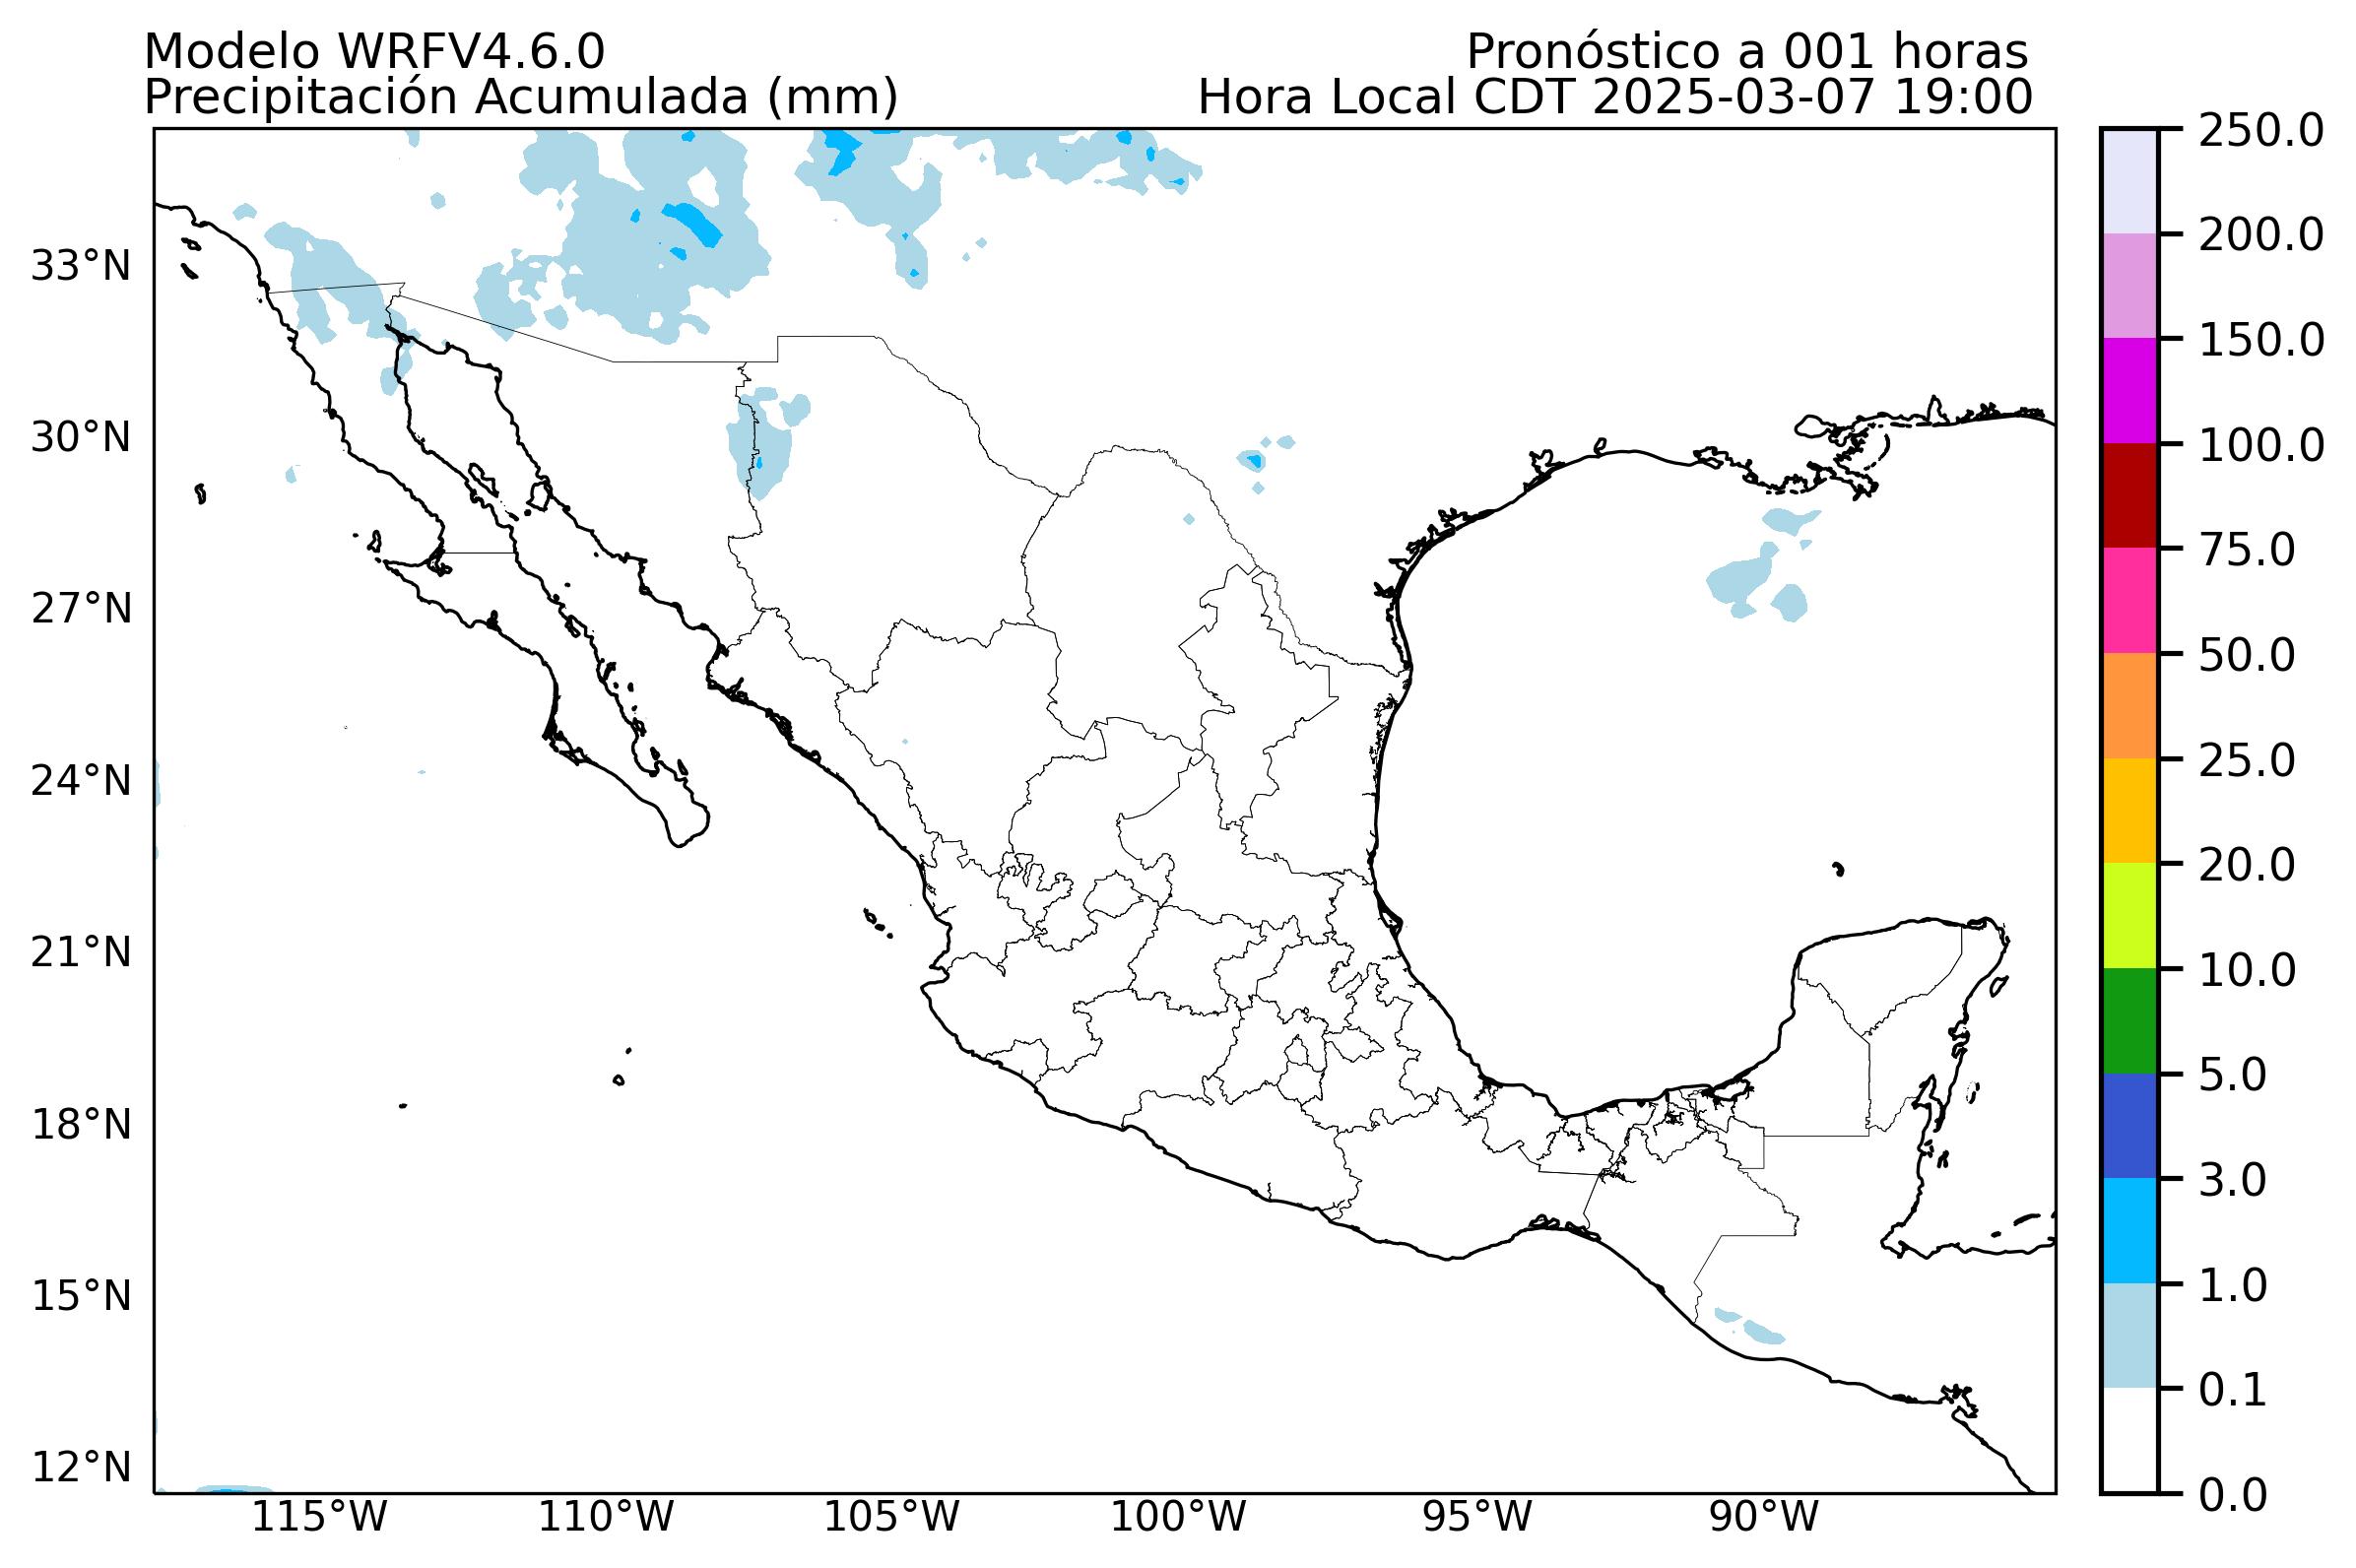 Modelo WRFV4.6.0
Pronóstico a 001 horas
Precipitación Acumulada (mm)
Hora Local CDT 2025-03-07 19:00
33°N
30°N
27°N
24°N
21°N
18°N
15°N
12°N
115°W
110°W
105°W
100°W
95°W
90°W
250.0
200.0
150.0
100.0
75.0
50.0
25.0
20.0
10.0
5.0
3.0
1.0
0.1
0.0